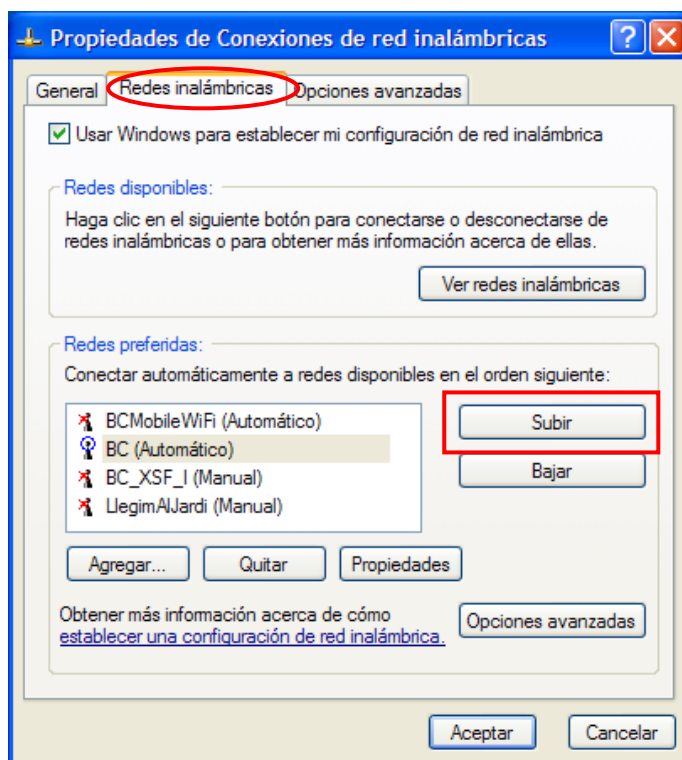 Propiedades de Conexiones de red inalámbricas
General Redes inalámbricas Opciones avanzadas
Usar Windows para establecer mi configuración de red inalámbrica
Redes disponibles:
Haga clic en el siguiente botón para conectarse o desconectarse de
redes inalámbricas o para obtener más información acerca de ellas.
Ver redes inalámbricas
Redes preferidas:
Conectar automáticamente a redes disponibles en el orden siguiente:
BCMobileWiFi (Automático)
Subir
BC (Automático)
BC_XSF_I (Manual)
Bajar
LlegimAlJardi (Manual)
Agregar... Quitar Propiedades
Obtener más información acerca de cómo
establecer una configuración de red inalámbrica.
Opciones avanzadas
Aceptar Cancelar